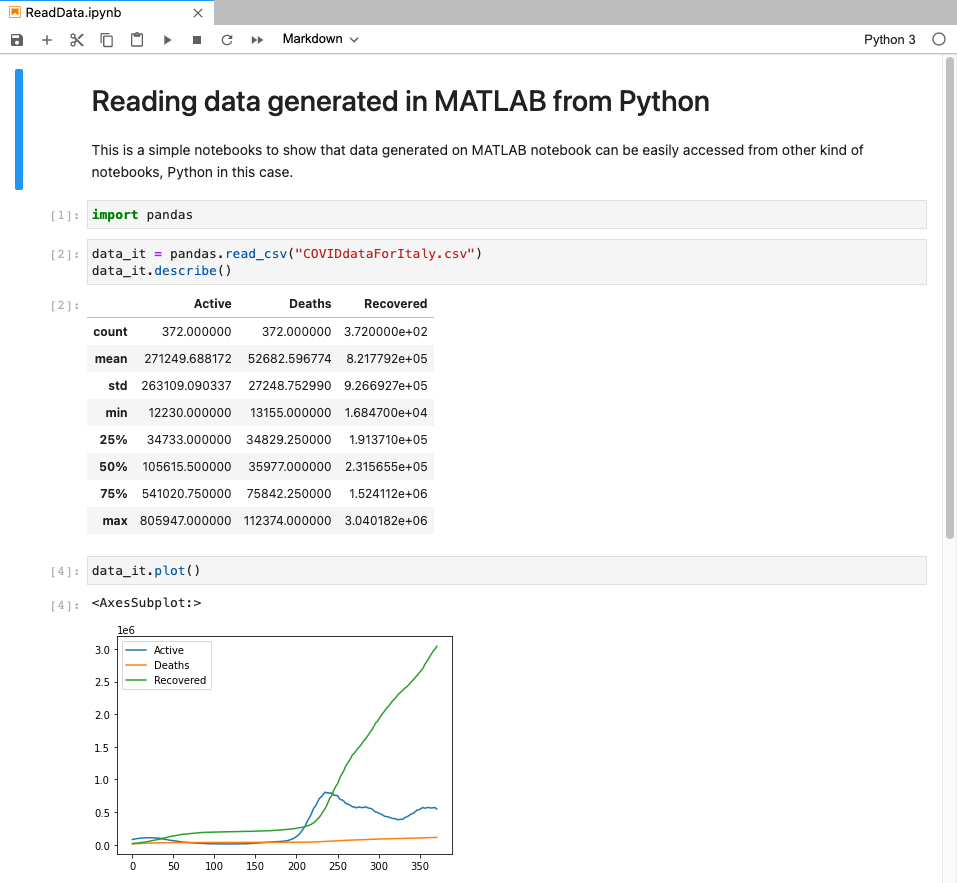 ReadData.ipynb
Markdown
Python 3
Reading data generated in MATLAB from Python
This is a simple notebooks to show that data generated on MATLAB notebook can be easily accessed from other kind of
notebooks, Python in this case.
[1]: import pandas
[2]: data_it = pandas.read_csv("COVIDdataForItaly.csv")
data_it.describe()
[2]: Active Deaths Recovered
count 372.000000 372.000000 3.720000e+02
mean 271249.688172 52682.596774 8.217792e+05
std 263109.090337 27248.752990 9.266927e+05
min 12230.000000 13155.000000 1.684700e+04
25% 34733.000000 34829.250000 1.913710e+05
50% 105615.500000 35977.000000 2.315655e+05
75% 541020.750000 75842.250000 1.524112e+06
max 805947.000000 112374.000000 3.040182e+06
[4]: data_it.plot()
[4]: <AxesSubplot:>
1e6
Active
Deaths
Recovered
3.0
2.5
2.0
1.5
1.0
0.5
0.0
0 50 100 150 200 250 300 350